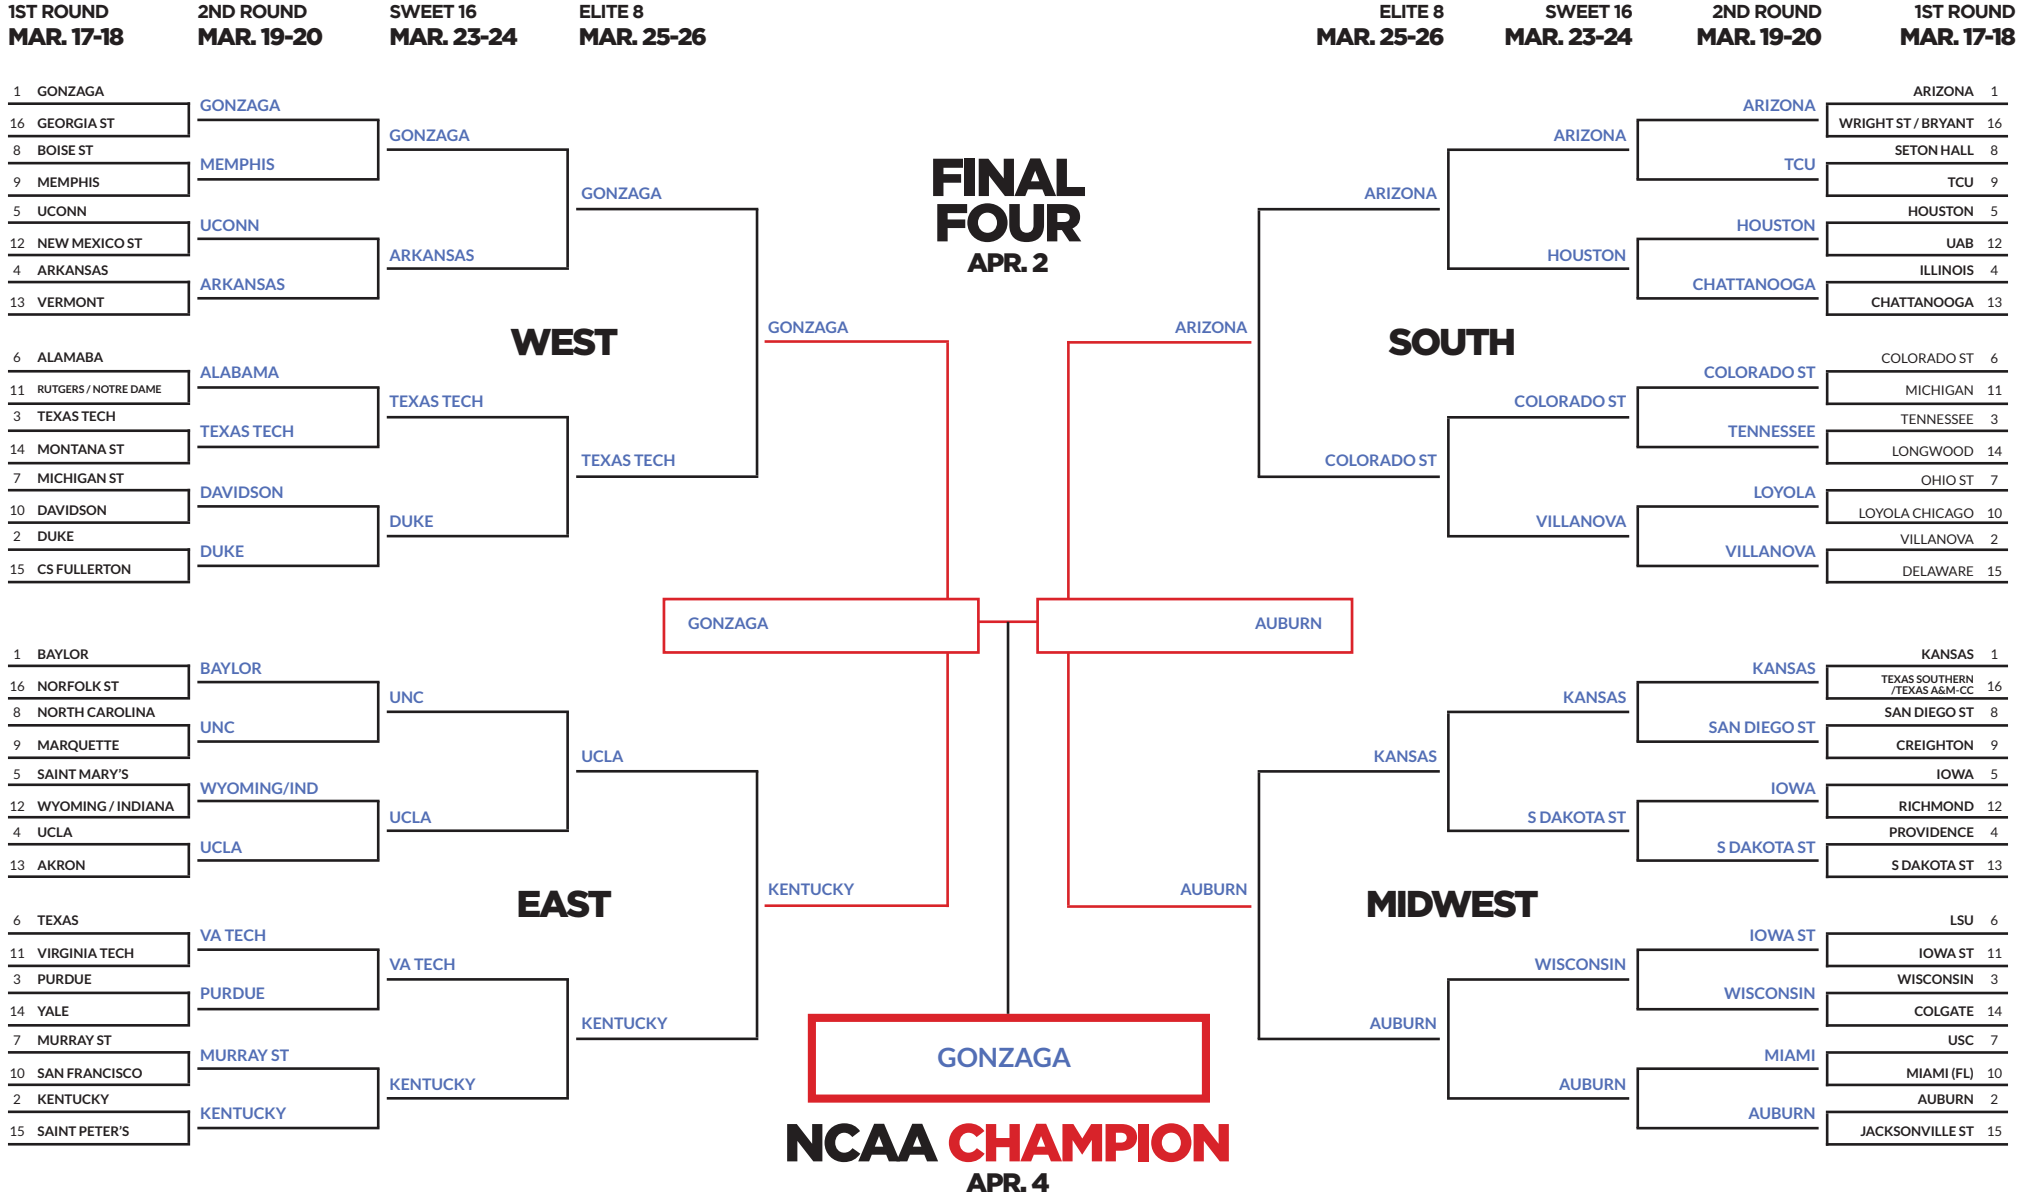 1ST ROUND
MAR. 17-18
2ND ROUND
MAR. 19-20
SWEET 16
MAR. 23-24
ELITE 8
MAR. 25-26
ELITE 8
MAR. 25-26
SWEET 16
MAR. 23-24
2ND ROUND
MAR. 19-20
1ST ROUND
MAR. 17-18
1 GONZAGA
16 GEORGIA ST
8 BOISE ST
9 MEMPHIS
5 UCONN
12 NEW MEXICO ST
4 ARKANSAS
13 VERMONT
6 ALAMABA
11 RUTGERS / NOTRE DAME
3 TEXAS TECH
14 MONTANA ST
7 MICHIGAN ST
10 DAVIDSON
2 DUKE
15 CS FULLERTON
GONZAGA
MEMPHIS
UCONN
ARKANSAS
ALABAMA
TEXAS TECH
DAVIDSON
DUKE
GONZAGA
ARKANSAS
TEXAS TECH
DUKE
GONZAGA
TEXAS TECH
WEST
GONZAGA
1 BAYLOR
16 NORFOLK ST
8 NORTH CAROLINA
9 MARQUETTE
5 SAINT MARY'S
12 WYOMING / INDIANA
4 UCLA
13 AKRON
6 TEXAS
11 VIRGINIA TECH
3 PURDUE
14 YALE
7 MURRAY ST
10 SAN FRANCISCO
2 KENTUCKY
15 SAINT PETER'S
BAYLOR
UNC
WYOMING/IND
UCLA
VA TECH
PURDUE
MURRAY ST
KENTUCKY
UNC
UCLA
VA TECH
KENTUCKY
UCLA
KENTUCKY
EAST
KENTUCKY
FINAL
FOUR
APR. 2
GONZAGA
AUBURN
GONZAGA
NCAA CHAMPION
APR. 4
ARIZONA
SOUTH
ARIZONA
COLORADO ST
ARIZONA
HOUSTON
COLORADO ST
VILLANOVA
ARIZONA
TCU
HOUSTON
CHATTANOOGA
COLORADO ST
TENNESSEE
LOYOLA
VILLANOVA
ARIZONA 1
WRIGHT ST / BRYANT 16
SETON HALL 8
TCU 9
HOUSTON 5
UAB 12
ILLINOIS 4
CHATTANOOGA 13
COLORADO ST 6
MICHIGAN 11
TENNESSEE 3
LONGWOOD 14
OHIO ST 7
LOYOLA CHICAGO 10
VILLANOVA 2
DELAWARE 15
AUBURN
MIDWEST
KANSAS
AUBURN
KANSAS
S DAKOTA ST
WISCONSIN
AUBURN
KANSAS
SAN DIEGO ST
IOWA
S DAKOTA ST
IOWA ST
WISCONSIN
MIAMI
AUBURN
KANSAS 1
TEXAS SOUTHERN
/TEXAS A&M-CC 16
SAN DIEGO ST 8
CREIGHTON 9
IOWA 5
RICHMOND 12
PROVIDENCE 4
S DAKOTA ST 13
LSU 6
IOWA ST 11
WISCONSIN 3
COLGATE 14
USC 7
MIAMI (FL) 10
AUBURN 2
JACKSONVILLE ST 15